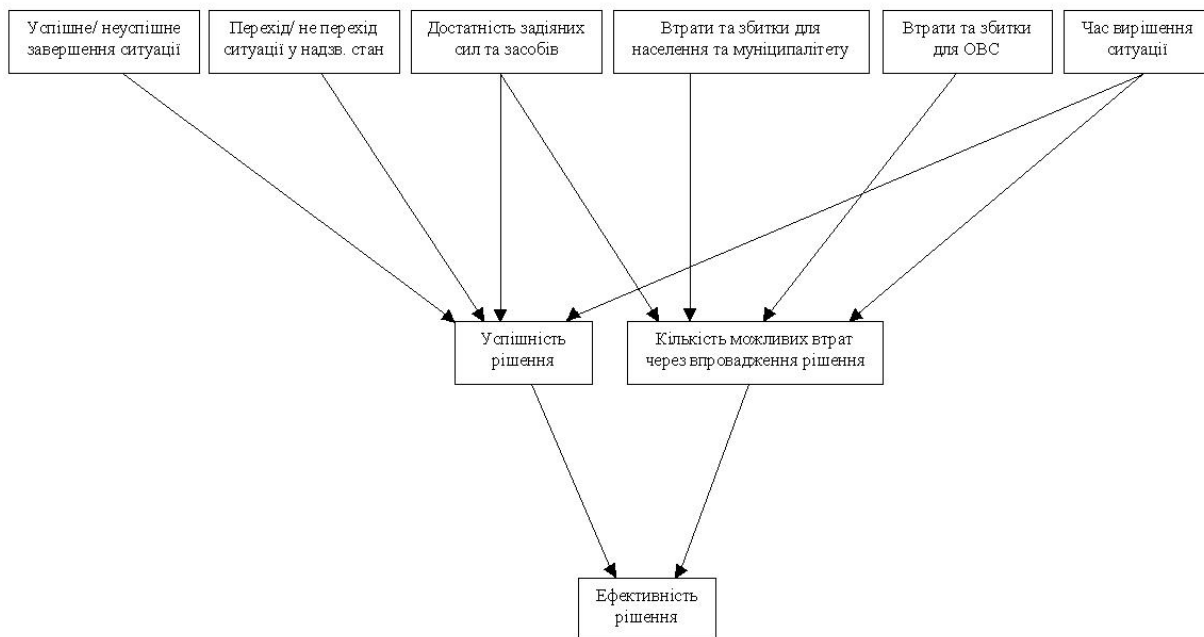 Успішне/ неуспішне
завершення ситуації
Перехід/ не перехід
ситуації у надзв. стан
Достатність задіяних
сил та засобів
Втрати та збитки для
населення та муніципалітету
Втрати та збитки
для ОВС
Час вирішення
ситуації
Успішність
рішення
Кількість можливих втрат
через впровадження рішення
Ефективність
рішення